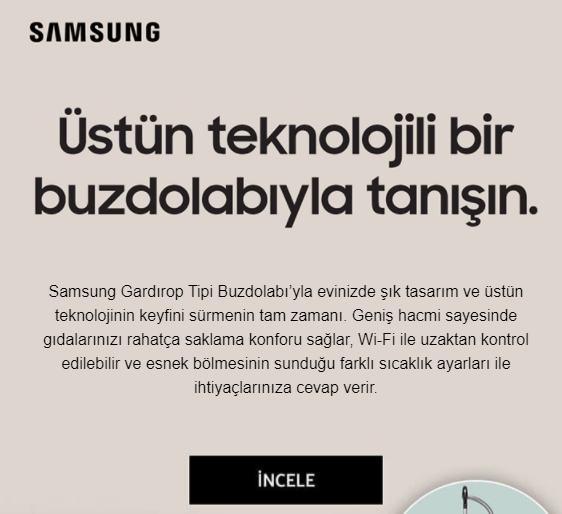 SAMSUNG
Üstün teknolojili bir
buzdolabıyla tanışın.
Samsung Gardırop Tipi Buzdolabı’yla evinizde şık tasarım ve üstün
teknolojinin keyfini sürmenin tam zamanı. Geniş hacmi sayesinde
gıdalarınızı rahatça saklama konforu sağlar, Wi-Fi ile uzaktan kontrol
edilebilir ve esnek bölmesinin sunduğu farklı sıcaklık ayarları ile
ihtiyaçlarınıza cevap verir.
İNCELE